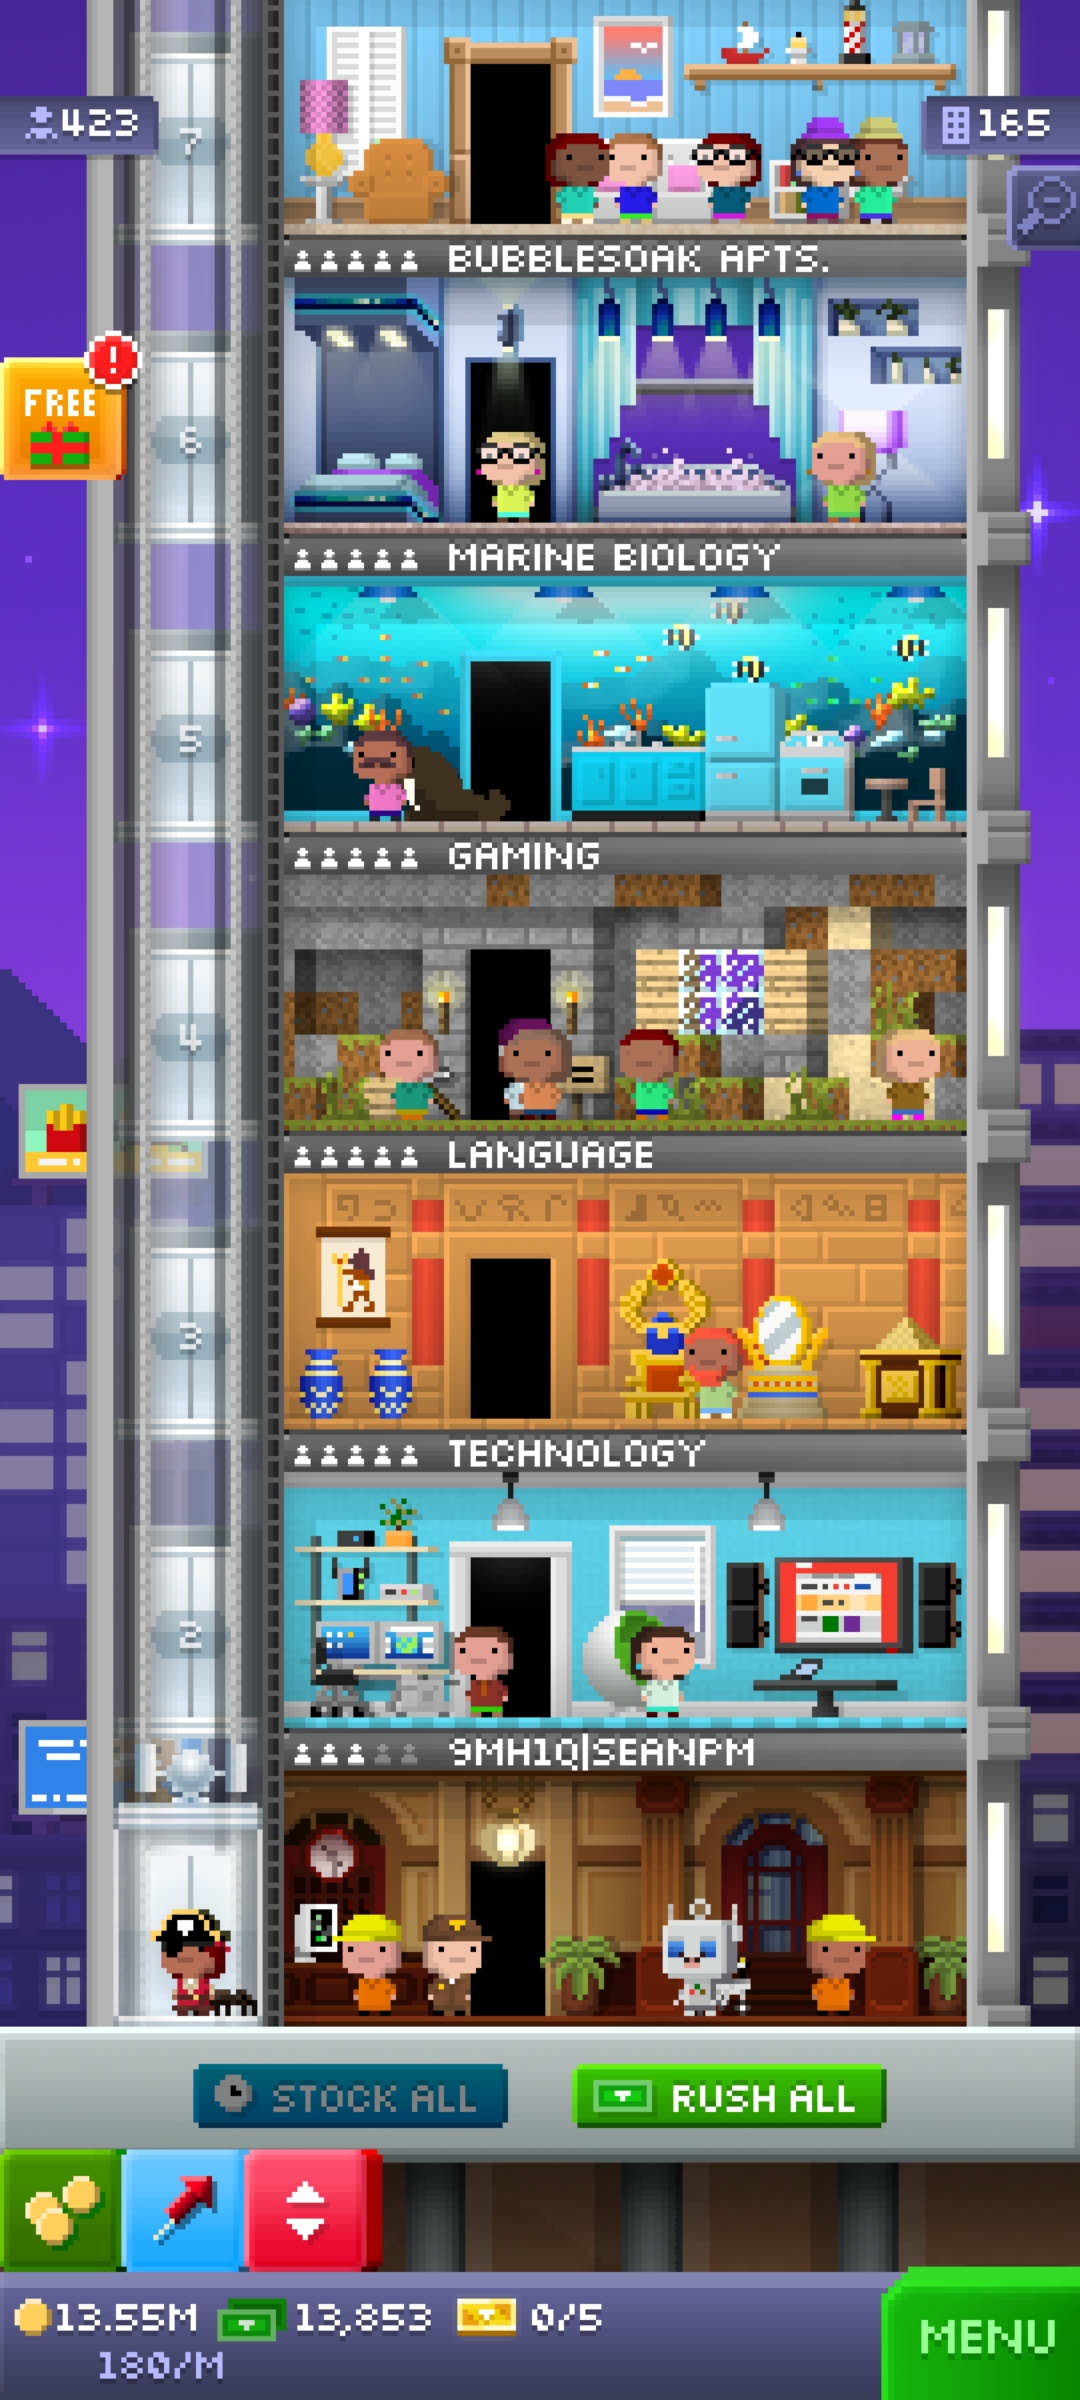 7
423
165
BUBBLESOAK APTS.
FREE
!
6
MARINE BIOLOGY
5
GAMING
4
LANGUAGE
3
TECHNOLOGY
2
9MH1Q|SEANPM
STOCK ALL
RUSH ALL
13.55M
13,853
0/5
180/M
MENU